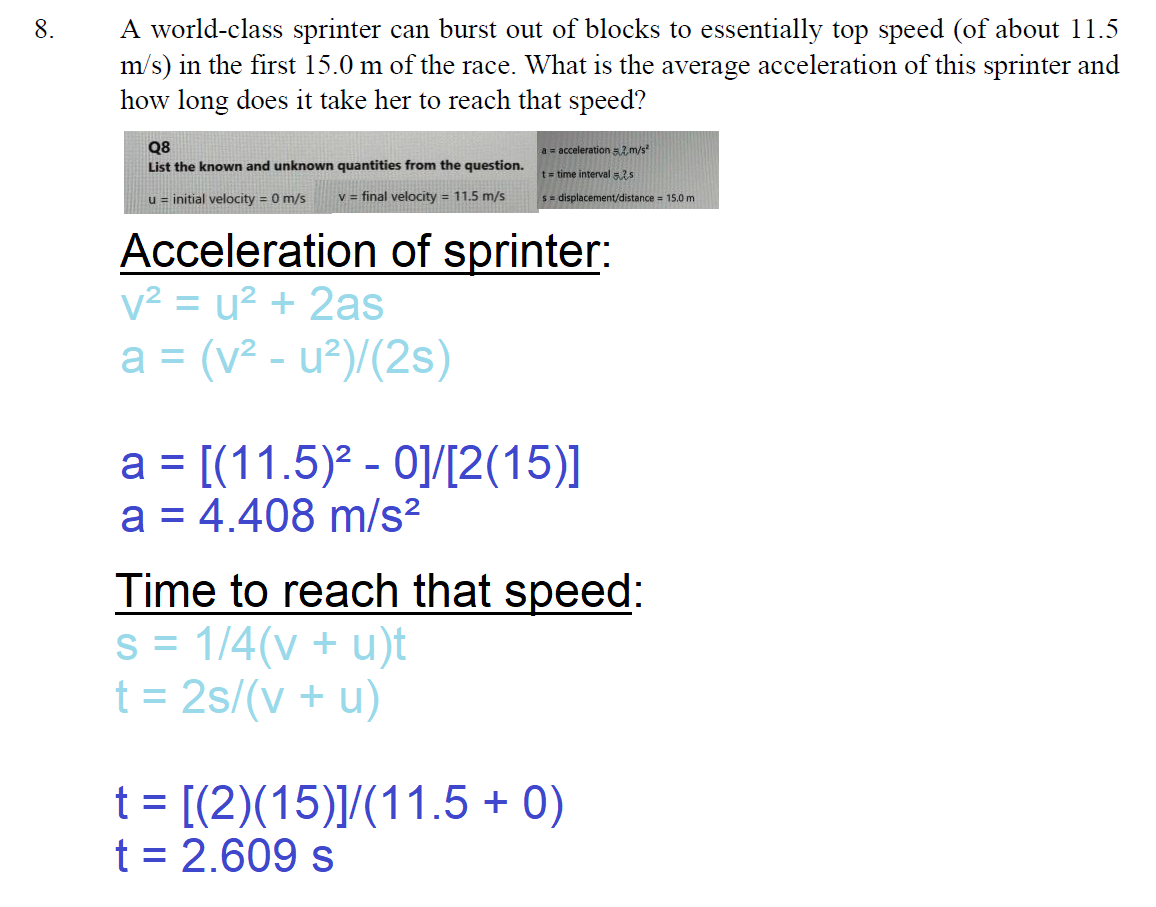 8. A world-class sprinter can burst out of blocks to essentially top speed (of about 11.5
m/s) in the first 15.0 m of the race. What is the average acceleration of this sprinter and
how long does it take her to reach that speed?
Q8
List the known and unknown quantities from the question.
u = initial velocity = 0 m/s v = final velocity = 11.5 m/s
a = acceleration = ? m/s²
t = time interval = ? s
s = displacement/distance = 15.0 m
Acceleration of sprinter:
v² = u² + 2as
a = (v² - u²)/(2s)
a = [(11.5)² - 0]/[2(15)]
a = 4.408 m/s²
Time to reach that speed:
s = 1/4(v + u)t
t = 2s/(v + u)
t = [(2)(15)]/(11.5 + 0)
t = 2.609 s